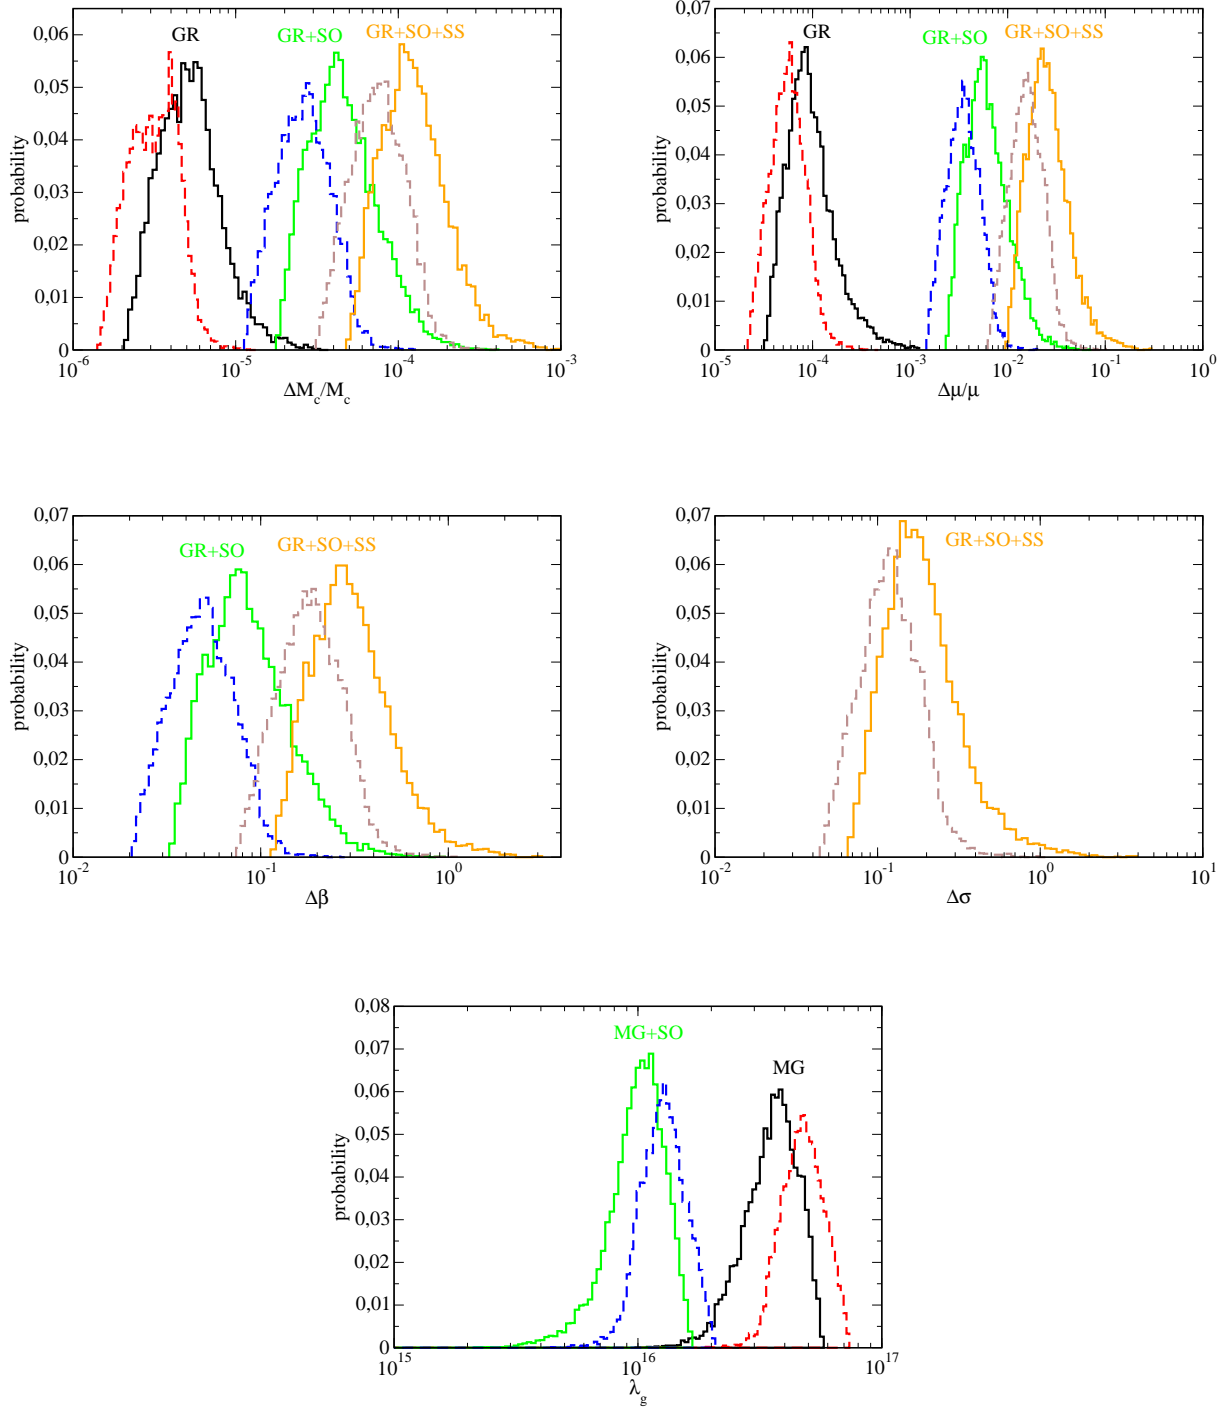 GR
GR+SO
GR+SO+SS
probability
0,06
0,05
0,04
0,03
0,02
0,01
0
10^-6
10^-5
10^-4
10^-3
ΔM_c/M_c
GR
GR+SO
GR+SO+SS
probability
0,07
0,06
0,05
0,04
0,03
0,02
0,01
0
10^-5
10^-4
10^-3
10^-2
10^-1
10^0
Δμ/μ
GR+SO
GR+SO+SS
probability
0,07
0,06
0,05
0,04
0,03
0,02
0,01
0
10^-2
10^-1
10^0
Δβ
GR+SO+SS
probability
0,07
0,06
0,05
0,04
0,03
0,02
0,01
0
10^-2
10^-1
10^0
10^1
Δσ
MG+SO
MG
probability
0,08
0,07
0,06
0,05
0,04
0,03
0,02
0,01
0
10^15
10^16
10^17
λ_g